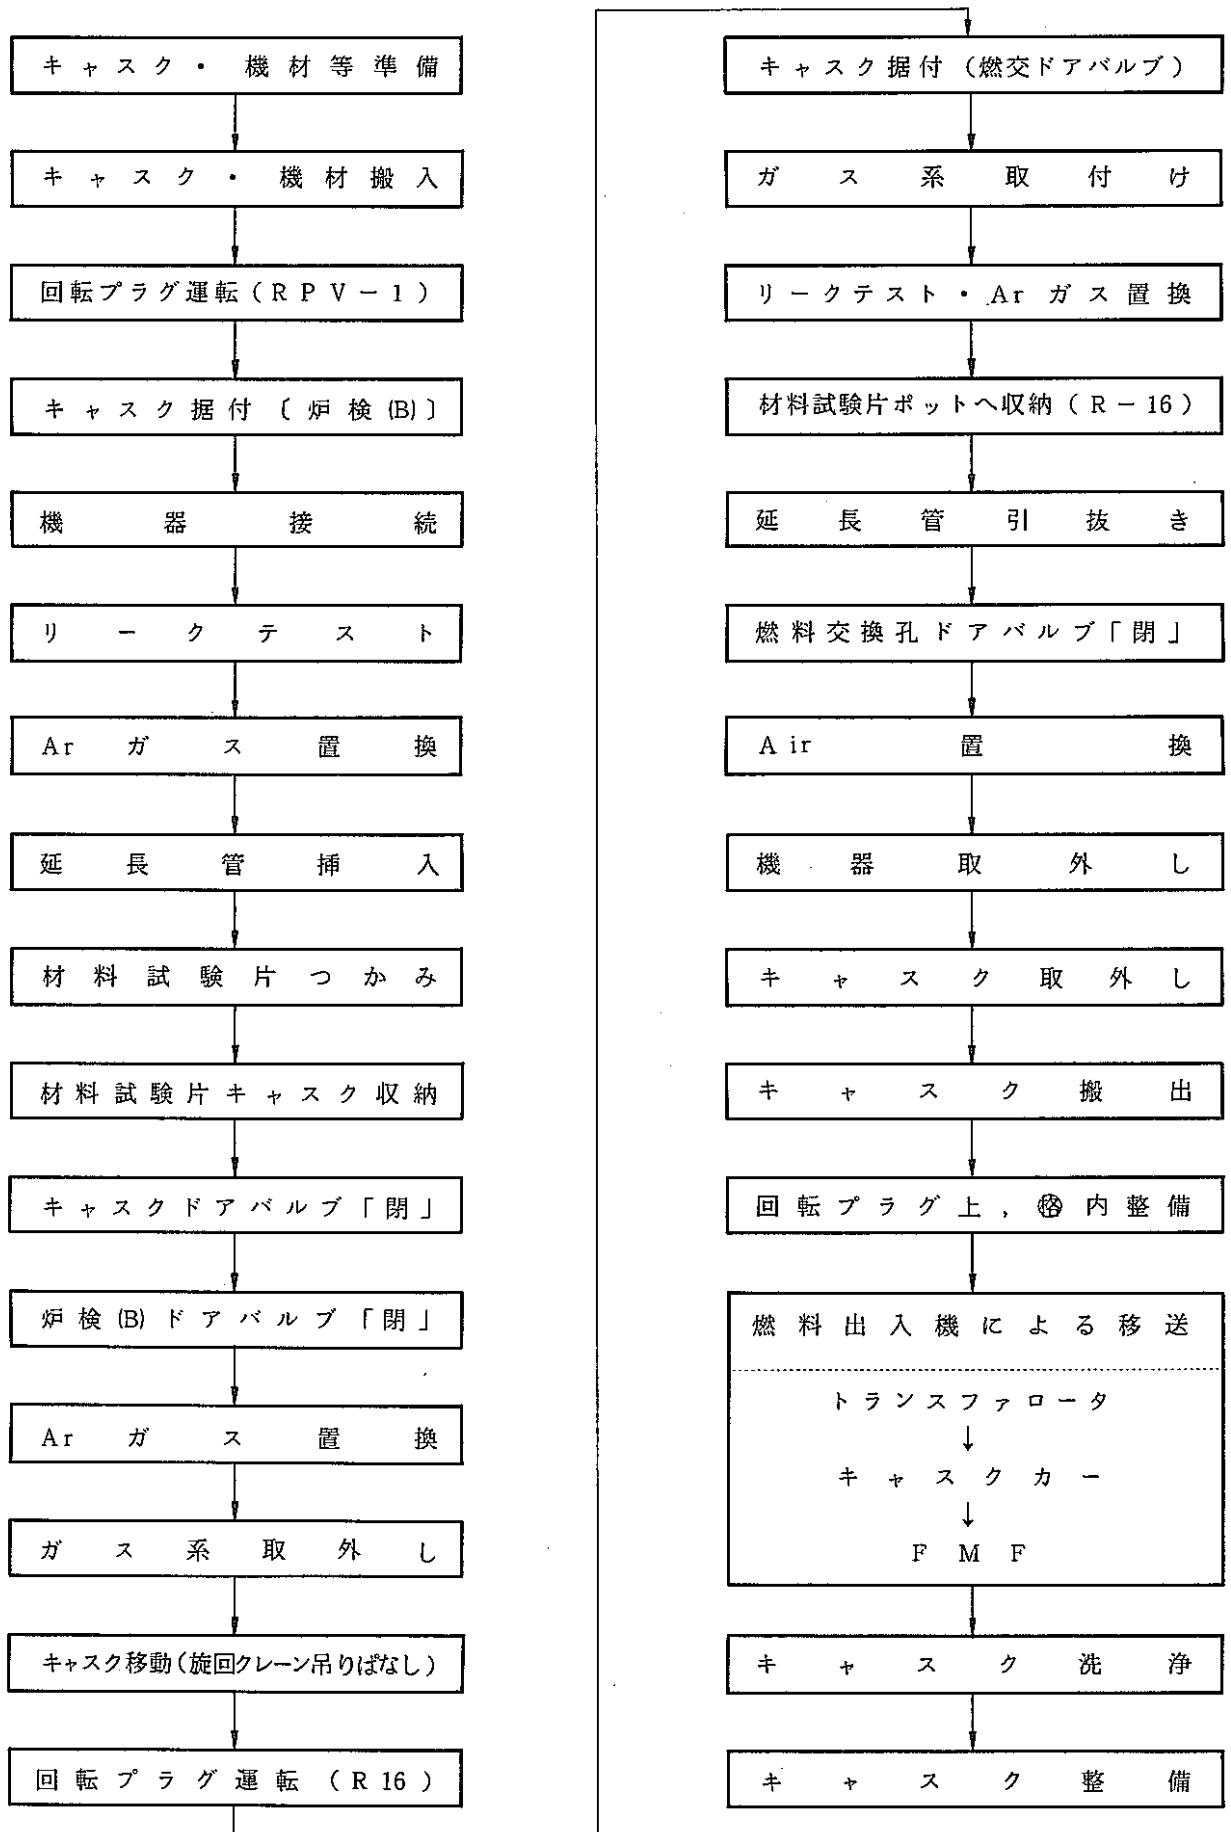 キャスク・機材等準備
キャスク・機材搬入
回転プラグ運転(RPV-1)
キャスク据付〔炉検(B)〕
機器接続
リークテスト
Arガス置換
延長管挿入
材料試験片つかみ
材料試験片キャスク収納
キャスクドアバルブ「閉」
炉検(B)ドアバルブ「閉」
Arガス置換
ガス系取外し
キャスク移動(旋回クレーン吊りぱなし)
回転プラグ運転(R16)
キャスク据付(燃交ドアバルブ)
ガス系取付け
リークテスト・Arガス置換
材料試験片ポットへ収納(R-16)
延長管引抜き
燃料交換孔ドアバルブ「閉」
Air置換
機器取外し
キャスク取外し
キャスク搬出
回転プラグ上,内整備
燃料出入機による移送
トランスファロータ
↓
キャスクカー
↓
FMF
キャスク洗浄
キャスク整備